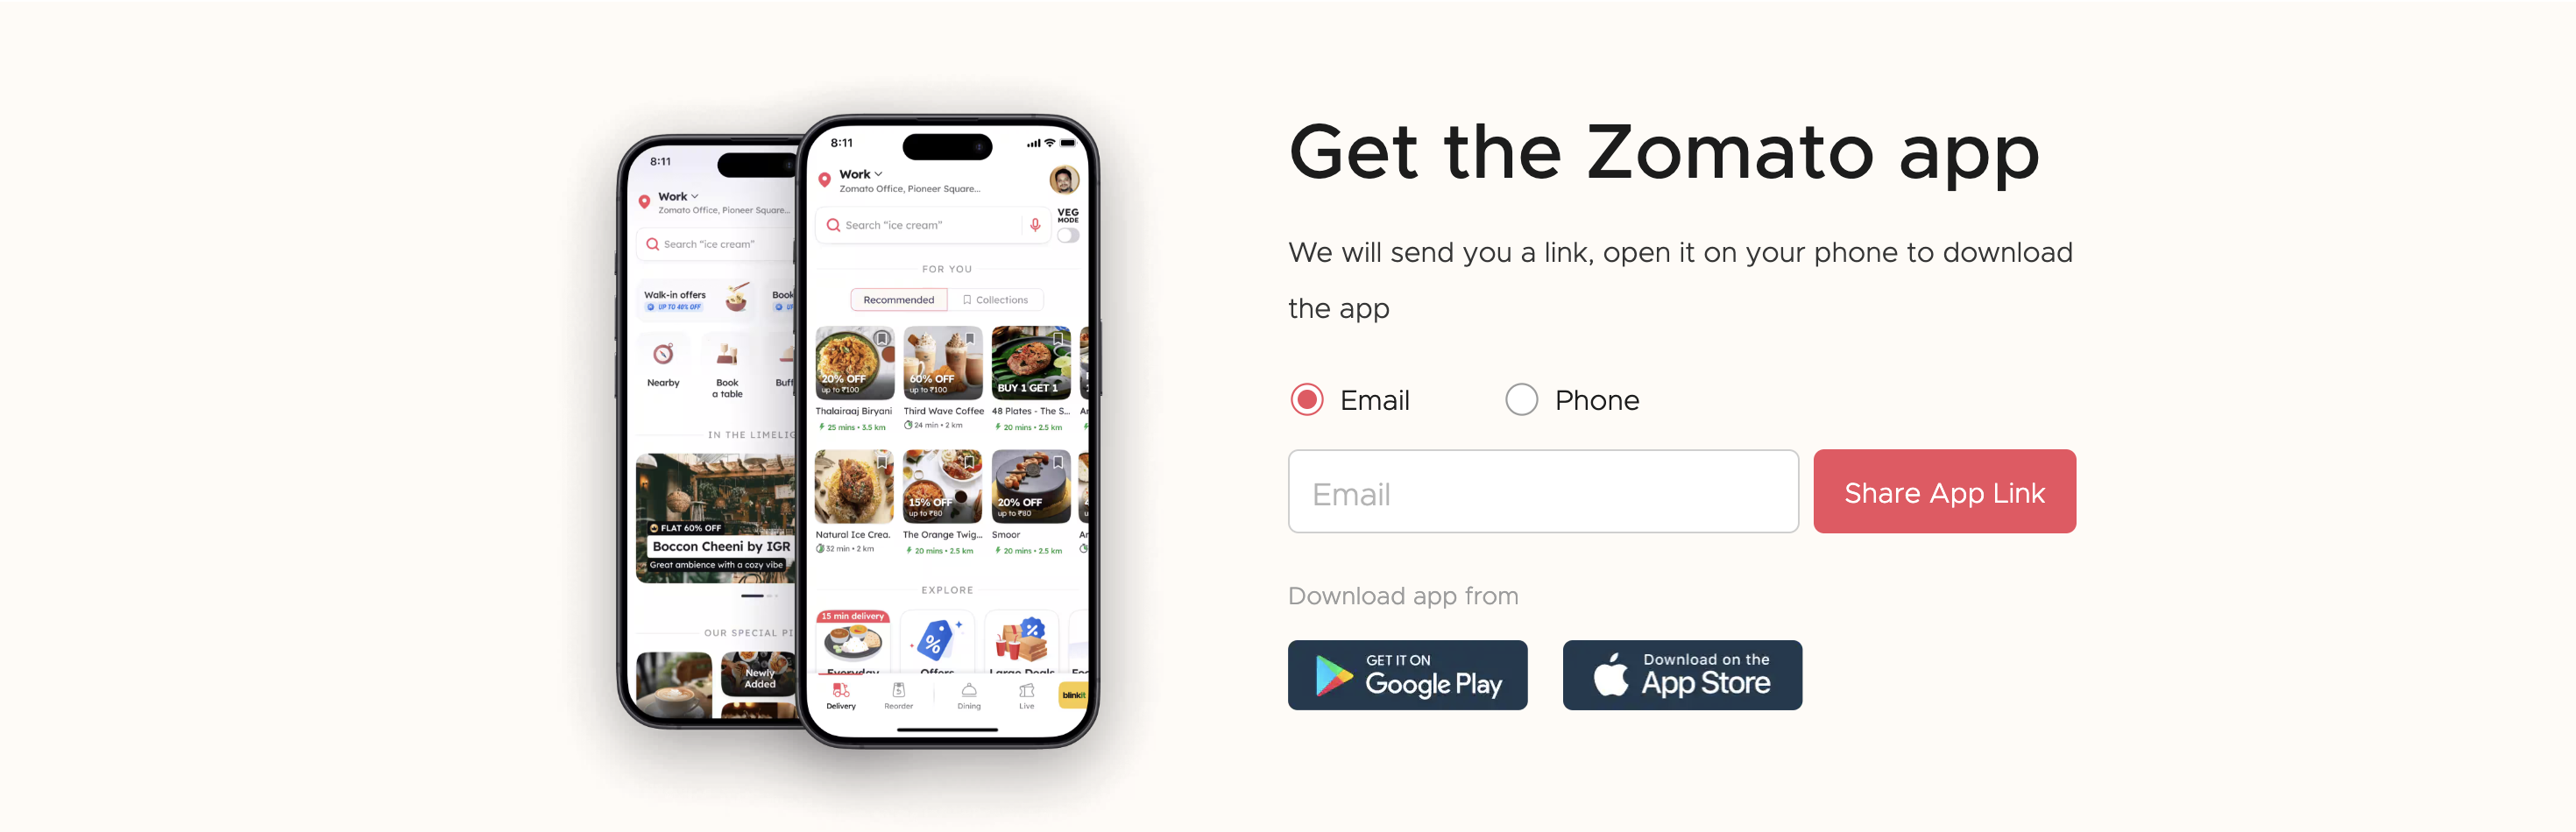 8:11
Work
Zomato Office, Pioneer Square...
Search “ice cream”
Walk-in offers
UP TO 40% OFF
Book
Nearby
Book
a table
Buff
IN THE LIMELIG
FLAT 60% OFF
Boccon Cheeni by IGR
Great ambience with a cozy vibe
OUR SPECIAL PI
Newly
Added
8:11
Work
Zomato Office, Pioneer Square...
Search “ice cream”
VEG
MODE
FOR YOU
Recommended
Collections
20% OFF
up to ₹100
60% OFF
up to ₹100
BUY 1 GET 1
Thalairaaj Biryani
Third Wave Coffee
48 Plates - The S...
25 mins • 3.5 km
24 min • 2 km
20 mins • 2.5 km
15% OFF
up to ₹80
20% OFF
up to ₹80
Natural Ice Crea.
The Orange Twig...
Smoor
32 min • 2 km
20 mins • 2.5 km
20 mins • 2.5 km
EXPLORE
15 min delivery
Everyday
Offers
Large Deals
Delivery
Reorder
Dining
Live
blinkit
Get the Zomato app
We will send you a link, open it on your phone to download
the app
Email
Phone
Email
Share App Link
Download app from
GET IT ON
Google Play
Download on the
App Store